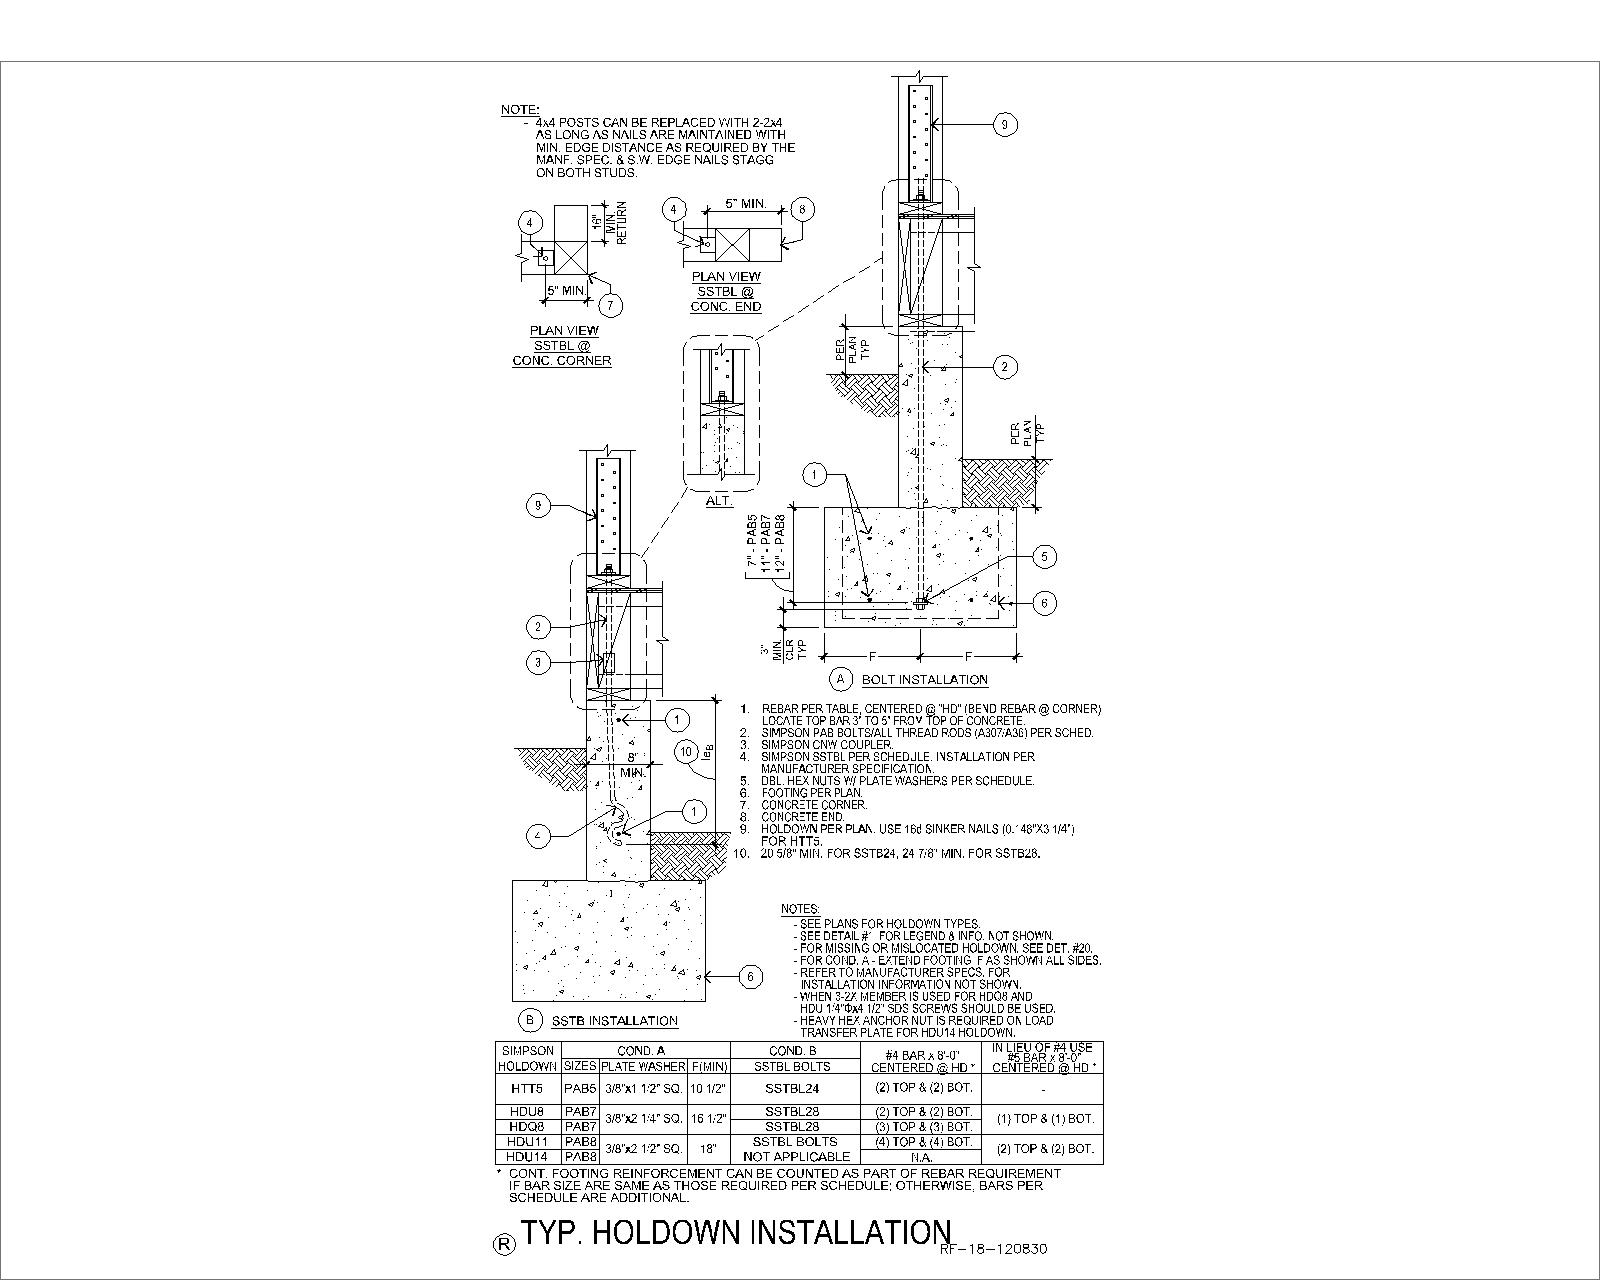 NOTE:
- 4x4 POSTS CAN BE REPLACED WITH 2-2x4
AS LONG AS NAILS ARE MAINTAINED WITH
MIN. EDGE DISTANCE AS REQUIRED BY THE
MANF. SPEC. & S.W. EDGE NAILS STAGG
ON BOTH STUDS.
4
16"
MIN.
RETURN
5" MIN.
7
PLAN VIEW
SSTBL @
CONC. CORNER
4
5" MIN.
8
PLAN VIEW
SSTBL @
CONC. END
ALT.
9
PER
PLAN
TYP
2
PER
PLAN
TYP
1
7" - PAB5
11" - PAB7
12" - PAB8
5
6
3"
MIN.
CLR
TYP
F
F
A BOLT INSTALLATION
9
2
3
1
10
le B
8"
MIN.
1
4
6
B SSTB INSTALLATION
1. REBAR PER TABLE, CENTERED @ "HD" (BEND REBAR @ CORNER)
LOCATE TOP BAR 3" TO 5" FROM TOP OF CONCRETE.
2. SIMPSON PAB BOLTS/ALL THREAD RODS (A307/A36) PER SCHED.
3. SIMPSON CNW COUPLER.
4. SIMPSON SSTBL PER SCHEDULE. INSTALLATION PER
MANUFACTURER SPECIFICATION.
5. DBL. HEX NUTS W/ PLATE WASHERS PER SCHEDULE.
6. FOOTING PER PLAN.
7. CONCRETE CORNER.
8. CONCRETE END.
9. HOLDOWN PER PLAN. USE 16d SINKER NAILS (0.148"X3 1/4")
FOR HTT5.
10. 20 5/8" MIN. FOR SSTB24, 24 7/8" MIN. FOR SSTB28.
NOTES:
- SEE PLANS FOR HOLDOWN TYPES.
- SEE DETAIL #1 FOR LEGEND & INFO. NOT SHOWN.
- FOR MISSING OR MISLOCATED HOLDOWN, SEE DET. #20.
- FOR COND. A - EXTEND FOOTING F AS SHOWN ALL SIDES.
- REFER TO MANUFACTURER SPECS. FOR
INSTALLATION INFORMATION NOT SHOWN.
- WHEN 3-2X MEMBER IS USED FOR HDQ8 AND
HDU 1/4"Φx4 1/2" SDS SCREWS SHOULD BE USED.
- HEAVY HEX ANCHOR NUT IS REQUIRED ON LOAD
TRANSFER PLATE FOR HDU14 HOLDOWN.
SIMPSON HOLDOWN
COND. A
SIZES PLATE WASHER F(MIN)
COND. B
SSTBL BOLTS
#4 BAR x 8'-0"
CENTERED @ HD *
IN LIEU OF #4 USE
#5 BAR x 8'-0"
CENTERED @ HD *
HTT5 PAB5 3/8"x1 1/2" SQ. 10 1/2" SSTBL24 (2) TOP & (2) BOT. -
HDU8 PAB7 3/8"x2 1/4" SQ. 16 1/2" SSTBL28 (2) TOP & (2) BOT. (1) TOP & (1) BOT.
HDQ8 PAB7 SSTBL28 (3) TOP & (3) BOT.
HDU11 PAB8 3/8"x2 1/2" SQ. 18" SSTBL BOLTS (4) TOP & (4) BOT. (2) TOP & (2) BOT.
HDU14 PAB8 NOT APPLICABLE N.A.
* CONT. FOOTING REINFORCEMENT CAN BE COUNTED AS PART OF REBAR REQUIREMENT
IF BAR SIZE ARE SAME AS THOSE REQUIRED PER SCHEDULE; OTHERWISE, BARS PER
SCHEDULE ARE ADDITIONAL.
R TYP. HOLDOWN INSTALLATION
RF-18-120830